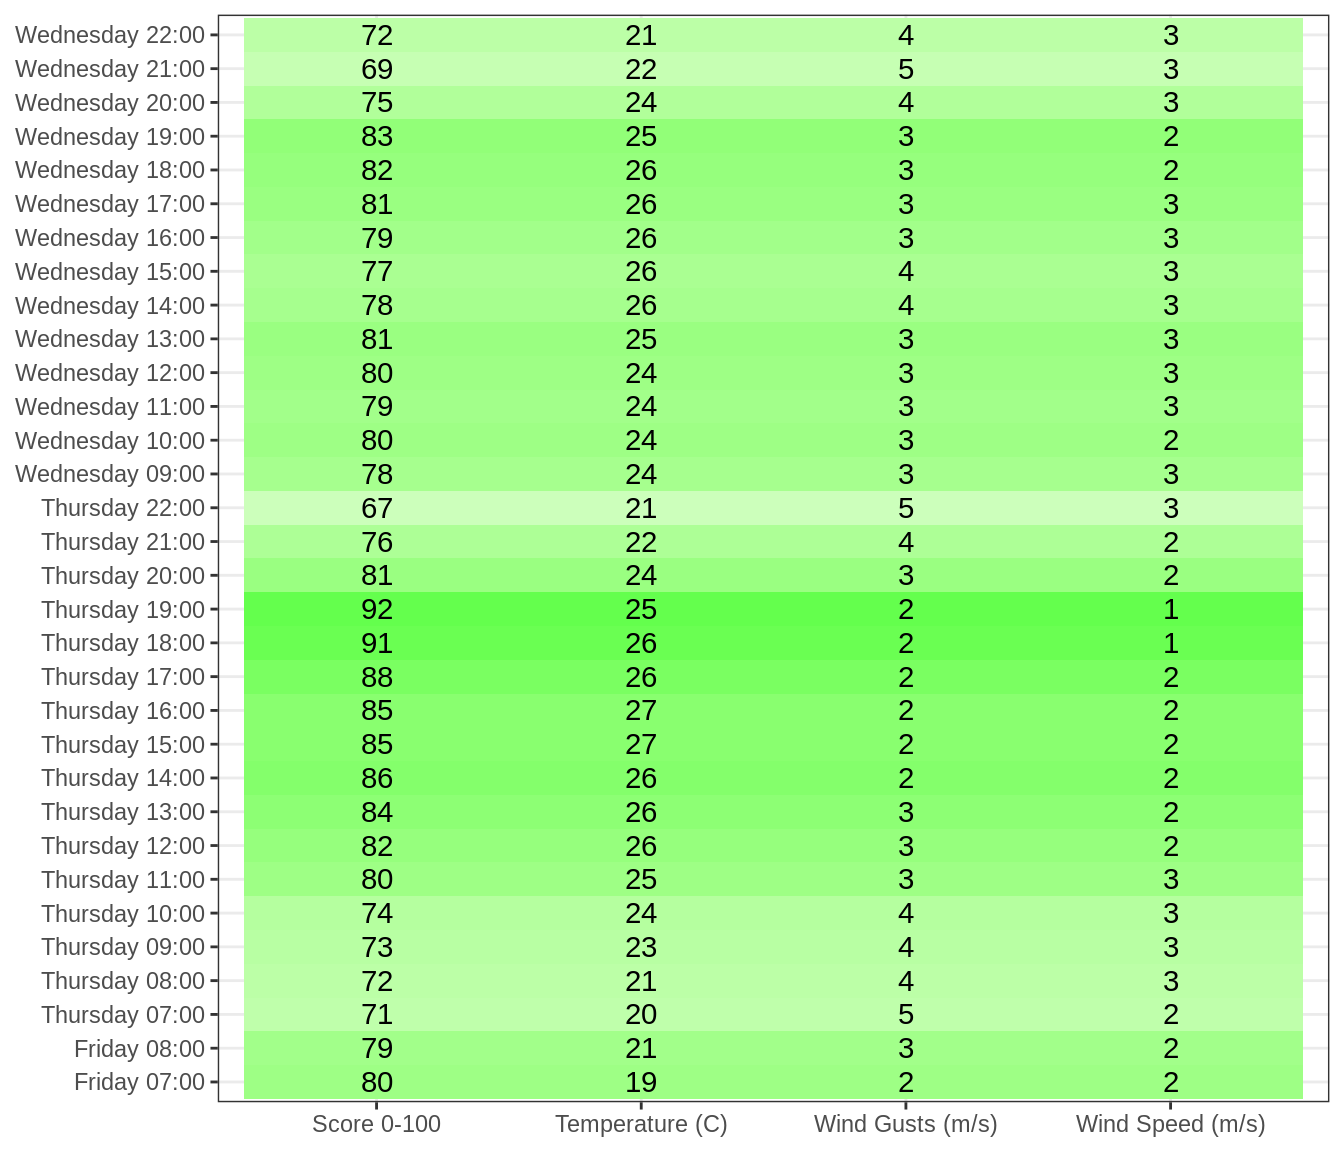 Wednesday 22:00 72 21 4 3
Wednesday 21:00 69 22 5 3
Wednesday 20:00 75 24 4 3
Wednesday 19:00 83 25 3 2
Wednesday 18:00 82 26 3 2
Wednesday 17:00 81 26 3 3
Wednesday 16:00 79 26 3 3
Wednesday 15:00 77 26 4 3
Wednesday 14:00 78 26 4 3
Wednesday 13:00 81 25 3 3
Wednesday 12:00 80 24 3 3
Wednesday 11:00 79 24 3 3
Wednesday 10:00 80 24 3 2
Wednesday 09:00 78 24 3 3
Thursday 22:00 67 21 5 3
Thursday 21:00 76 22 4 2
Thursday 20:00 81 24 3 2
Thursday 19:00 92 25 2 1
Thursday 18:00 91 26 2 1
Thursday 17:00 88 26 2 2
Thursday 16:00 85 27 2 2
Thursday 15:00 85 27 2 2
Thursday 14:00 86 26 2 2
Thursday 13:00 84 26 3 2
Thursday 12:00 82 26 3 2
Thursday 11:00 80 25 3 3
Thursday 10:00 74 24 4 3
Thursday 09:00 73 23 4 3
Thursday 08:00 72 21 4 3
Thursday 07:00 71 20 5 2
Friday 08:00 79 21 3 2
Friday 07:00 80 19 2 2
Score 0-100 Temperature (C) Wind Gusts (m/s) Wind Speed (m/s)